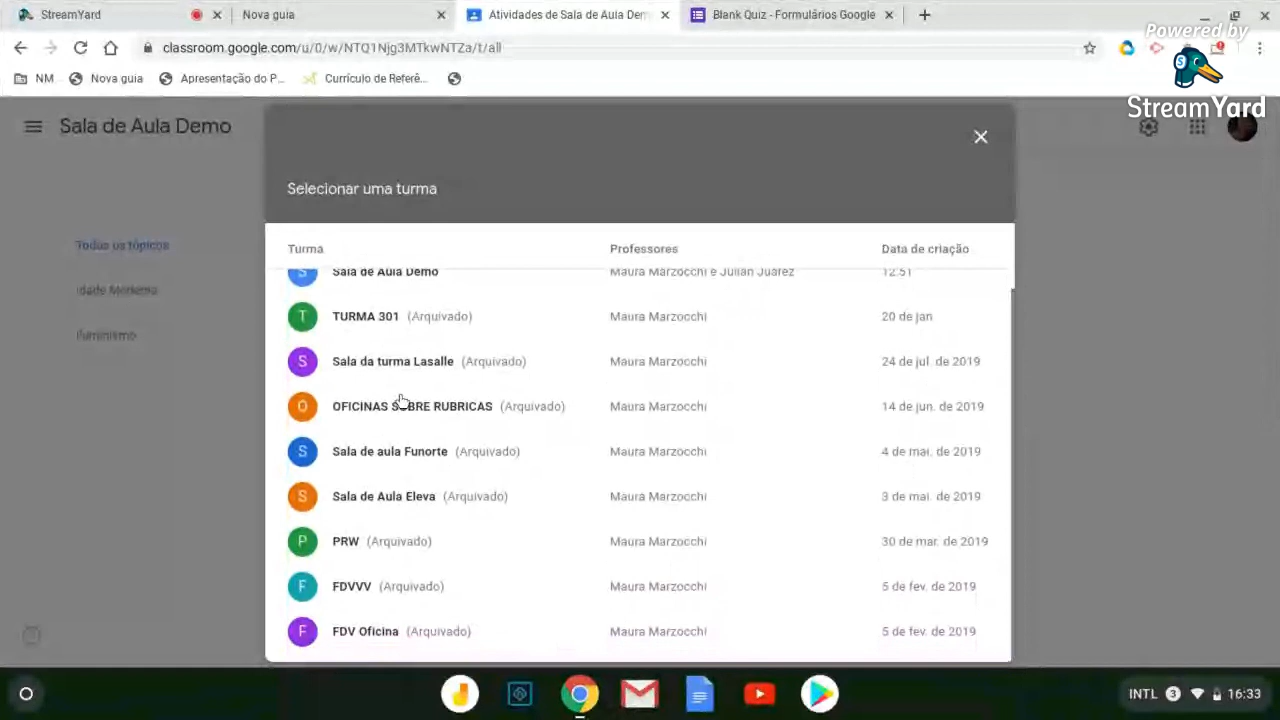 StreamYard
Nova guia
Atividades de Sala de Aula Dem
Blank Quiz - Formulários Google
classroom.google.com/u/0/w/NTQ1Njg3MTkwNTZa/t/all
Powered by
StreamYard
NM
Nova guia
Apresentação do P...
Currículo de Referê...
Sala de Aula Demo
Selecionar uma turma
Todos os tópicos
Idade Moderna
Iluminismo
Turma Professores Data de criação
S Sala de Aula Demo Maura Marzocchi e Julian Juarez 12:51
T TURMA 301 (Arquivado) Maura Marzocchi 20 de jan
S Sala da turma Lasalle (Arquivado) Maura Marzocchi 24 de jul. de 2019
O OFICINAS SOBRE RUBRICAS (Arquivado) Maura Marzocchi 14 de jun. de 2019
S Sala de aula Funorte (Arquivado) Maura Marzocchi 4 de mai. de 2019
S Sala de Aula Eleva (Arquivado) Maura Marzocchi 3 de mai. de 2019
P PRW (Arquivado) Maura Marzocchi 30 de mar. de 2019
F FDVVV (Arquivado) Maura Marzocchi 5 de fev. de 2019
F FDV Oficina (Arquivado) Maura Marzocchi 5 de fev. de 2019
INTL 3 16:33